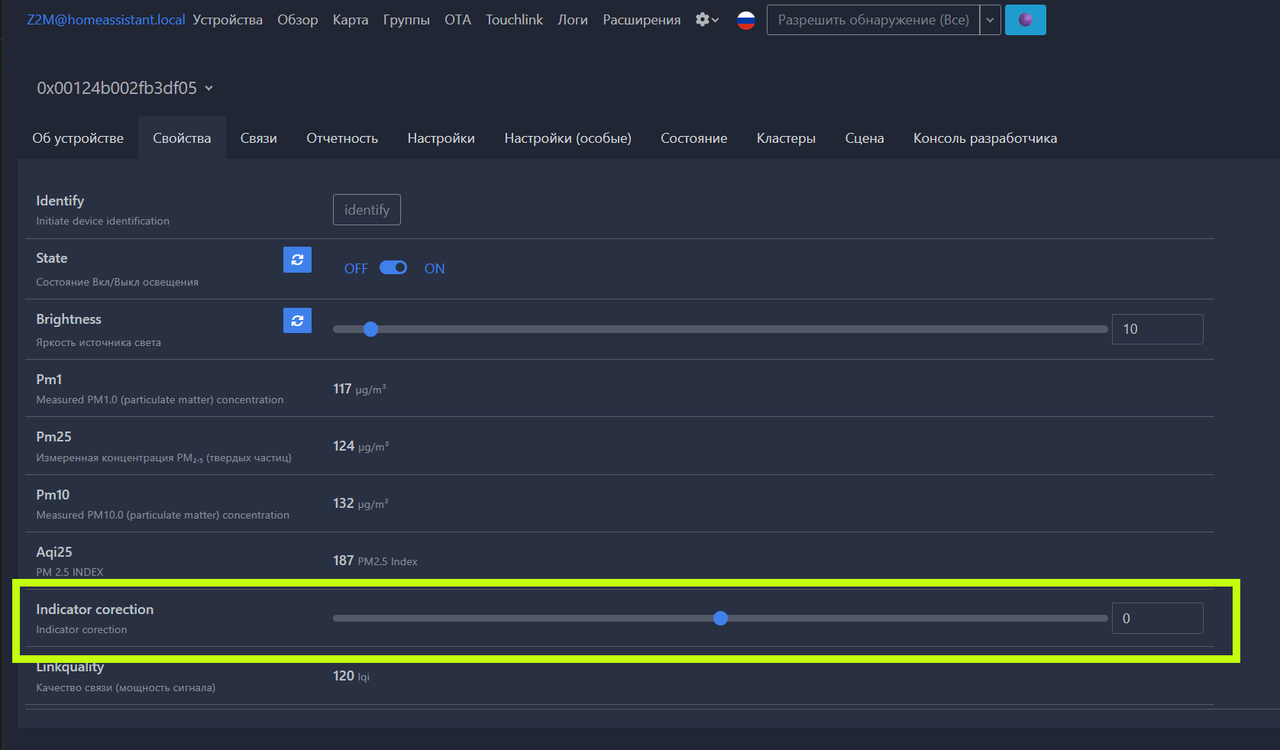 Z2M@homeassistant.local Устройства Обзор Карта Группы OTA Touchlink Логи Расширения Разрешить обнаружение (Все)
0x00124b002fb3df05
Об устройстве Свойства Связи Отчетность Настройки Настройки (особые) Состояние Кластеры Сцена Консоль разработчика
Identify
Initiate device identification
identify
State
Состояние Вкл/Выкл освещения
OFF ON
Brightness
Яркость источника света
10
Pm1
Measured PM1.0 (particulate matter) concentration
117 µg/m³
Pm25
Измеренная концентрация PM₂.₅ (твердых частиц)
124 µg/m³
Pm10
Measured PM10.0 (particulate matter) concentration
132 µg/m³
Aqi25
PM 2.5 INDEX
187 PM2.5 Index
Indicator corection
Indicator corection
0
Linkquality
Качество связи (мощность сигнала)
120 lqi